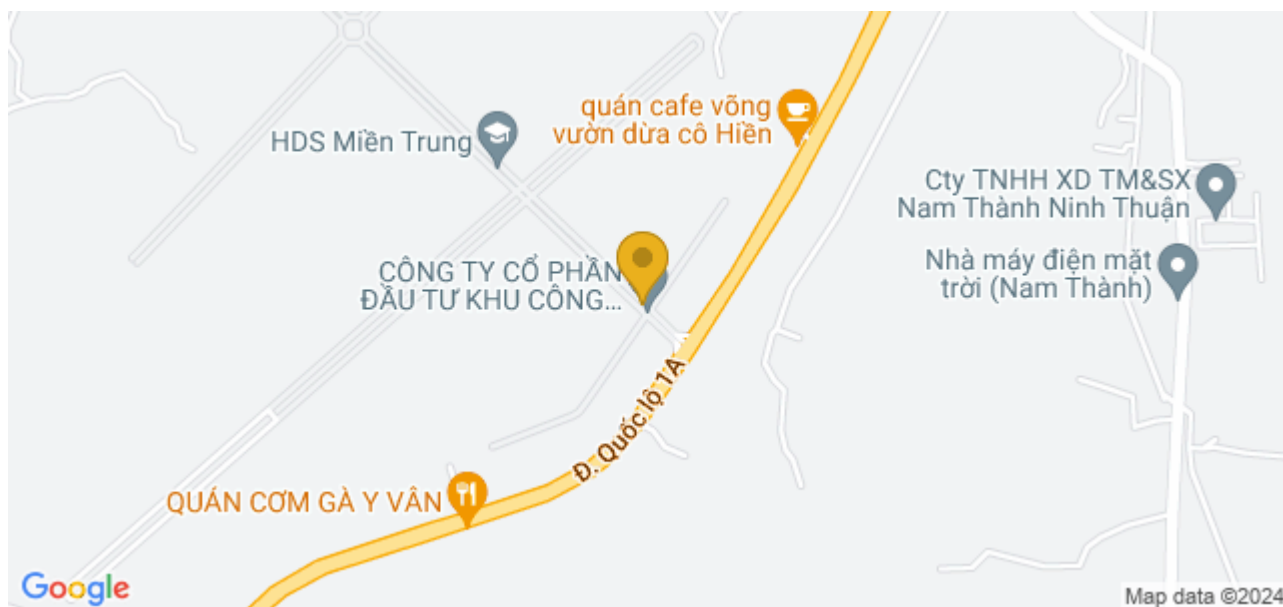 quán cafe võng
vườn dừa cô Hiền
HDS Miền Trung
Cty TNHH XD TM&SX
Nam Thành Ninh Thuận
CÔNG TY CỔ PHẦN
ĐẦU TƯ KHU CÔNG...
Nhà máy điện mặt
trời (Nam Thành)
Đ. Quốc lộ 1A
QUÁN CƠM GÀ Y VÂN
Google
Map data ©2024